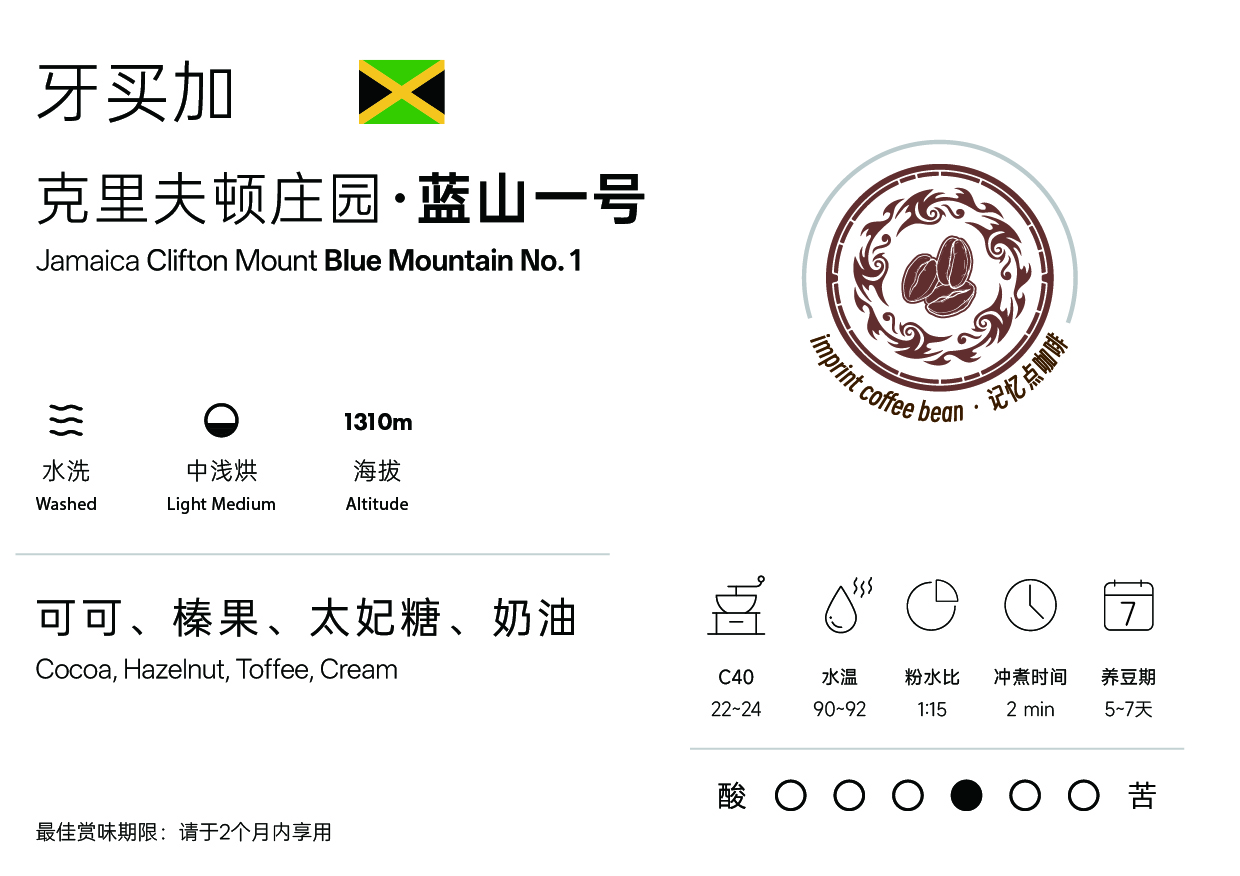 牙买加
克里夫顿庄园·蓝山一号
Jamaica Clifton Mount Blue Mountain No. 1
imprint coffee bean · 记忆点咖啡
1310m
水洗 中浅烘 海拔
Washed Light Medium Altitude
可可、榛果、太妃糖、奶油
Cocoa, Hazelnut, Toffee, Cream
7
C40 水温 粉水比 冲煮时间 养豆期
22~24 90~92 1:15 2 min 5~7天
酸 苦
最佳赏味期限：请于2个月内享用